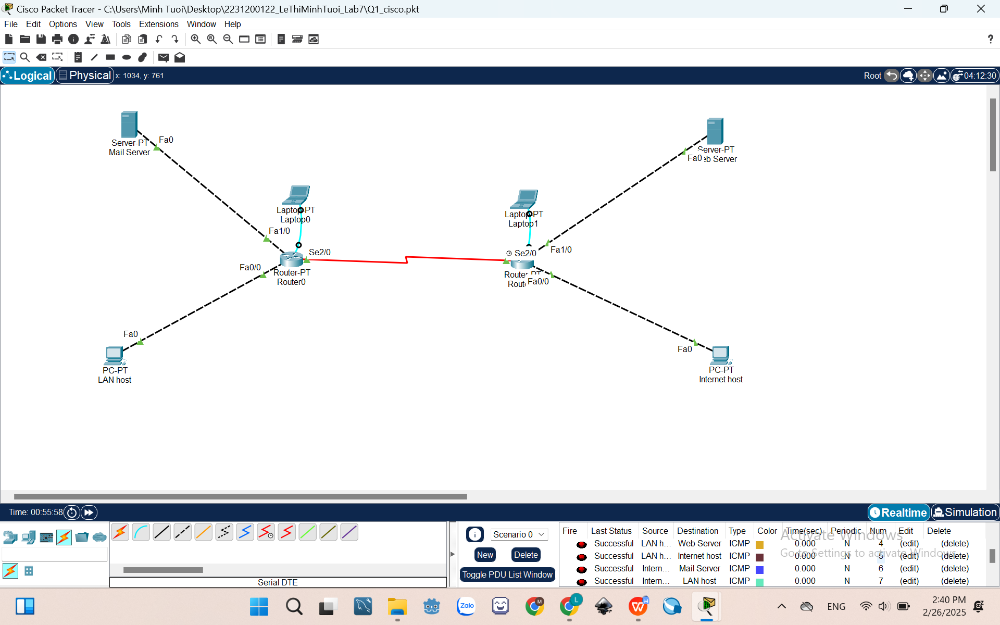 Cisco Packet Tracer - C:\Users\Minh Tuoi\Desktop\2231200122_LeThiMinhTuoi_Lab7\Q1_cisco.pkt
File Edit Options View Tools Extensions Window Help
Logical Physical x: 1034, y: 761 Root 04:12:30
Fa0
Server-PT
Mail Server
Server-PT
Fa0 eb Server
Laptop-PT
Laptop0
Laptop-PT
Laptop1
Fa1/0
Se2/0
Se2/0
Fa1/0
Fa0/0
Router-PT
Router0
Router-PT
Route
Fa0/0
Fa0
PC-PT
LAN host
Fa0
PC-PT
Internet host
Time: 00:55:58 Realtime Simulation
Scenario 0
New Delete
Toggle PDU List Window
Serial DTE
Fire Last Status Source Destination Type Color Time(sec) Periodic Num Edit Delete
Successful LAN h... Web Server ICMP 0.000 N 4 (edit) (delete)
Successful LAN h... Internet host ICMP 0.000 N 5 (edit) (delete)
Successful Intern... Mail Server ICMP 0.000 N 6 (edit) (delete)
Successful Intern... LAN host ICMP 0.000 N 7 (edit) (delete)
Activate Windows
Go to Settings to activate Windows.
Zalo
M
L
W
ENG
2:40 PM
2/26/2025